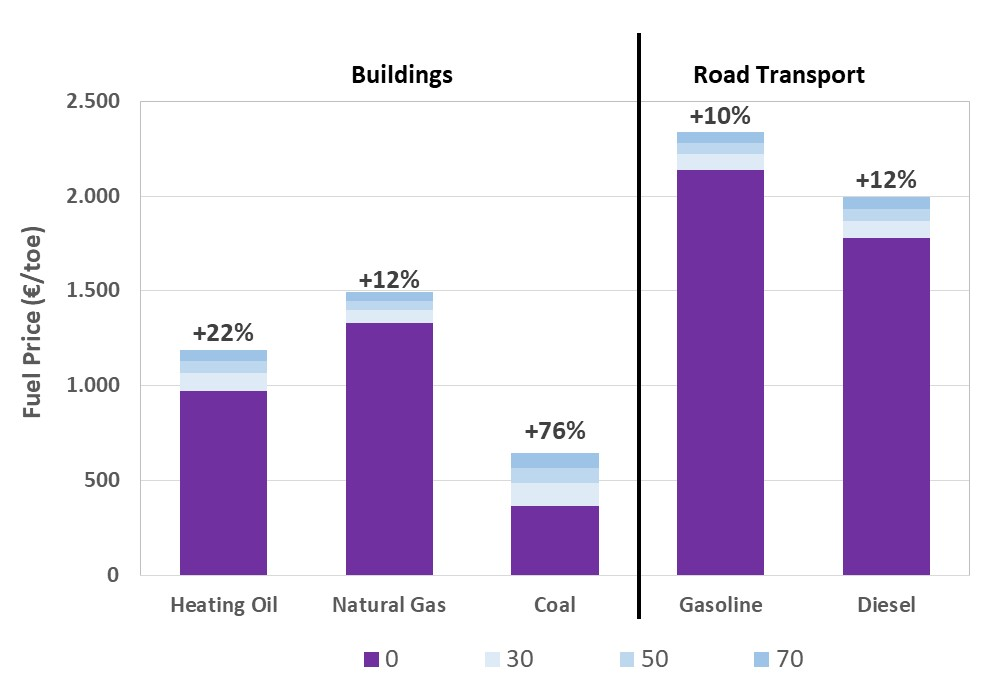 Buildings
Road Transport
Fuel Price (€/toe)
2.500
2.000
1.500
1.000
500
0
+22%
+12%
+76%
+10%
+12%
Heating Oil
Natural Gas
Coal
Gasoline
Diesel
0 30 50 70